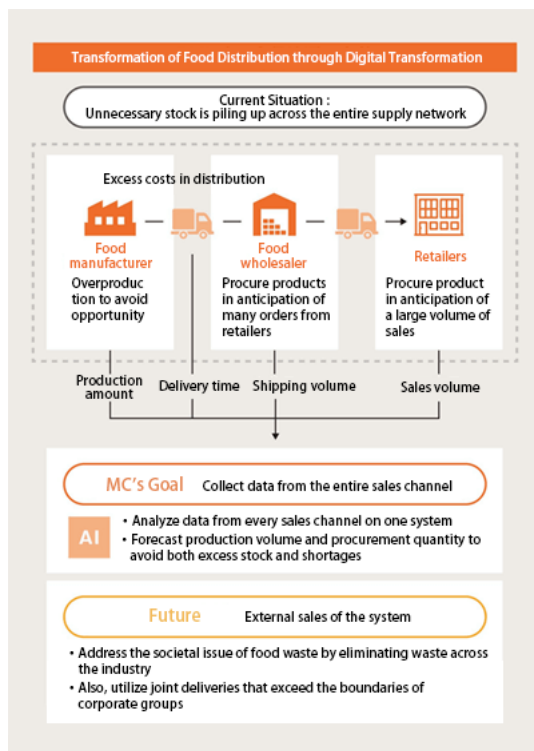 Transformation of Food Distribution through Digital Transformation
Current Situation :
Unnecessary stock is piling up across the entire supply network
Excess costs in distribution
Food
manufacturer
Overproduc
tion to avoid
opportunity
Food
wholesaler
Procure products
in anticipation of
many orders from
retailers
Retailers
Procure product
in anticipation of
a large volume of
sales
Production
amount
Delivery time
Shipping volume
Sales volume
MC's Goal Collect data from the entire sales channel
AI
• Analyze data from every sales channel on one system
• Forecast production volume and procurement quantity to
avoid both excess stock and shortages
Future External sales of the system
• Address the societal issue of food waste by eliminating waste across
the industry
• Also, utilize joint deliveries that exceed the boundaries of
corporate groups